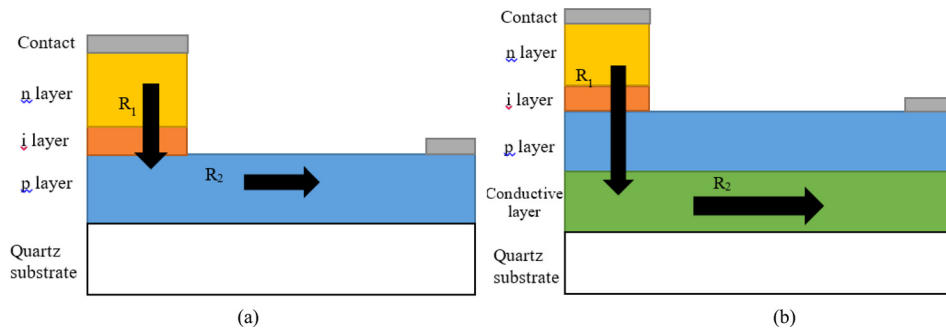 Contact
n layer
i layer
p layer
Quartz
substrate
R1
R2
(a)
Contact
n layer
i layer
p layer
Conductive
layer
Quartz
substrate
R1
R2
(b)